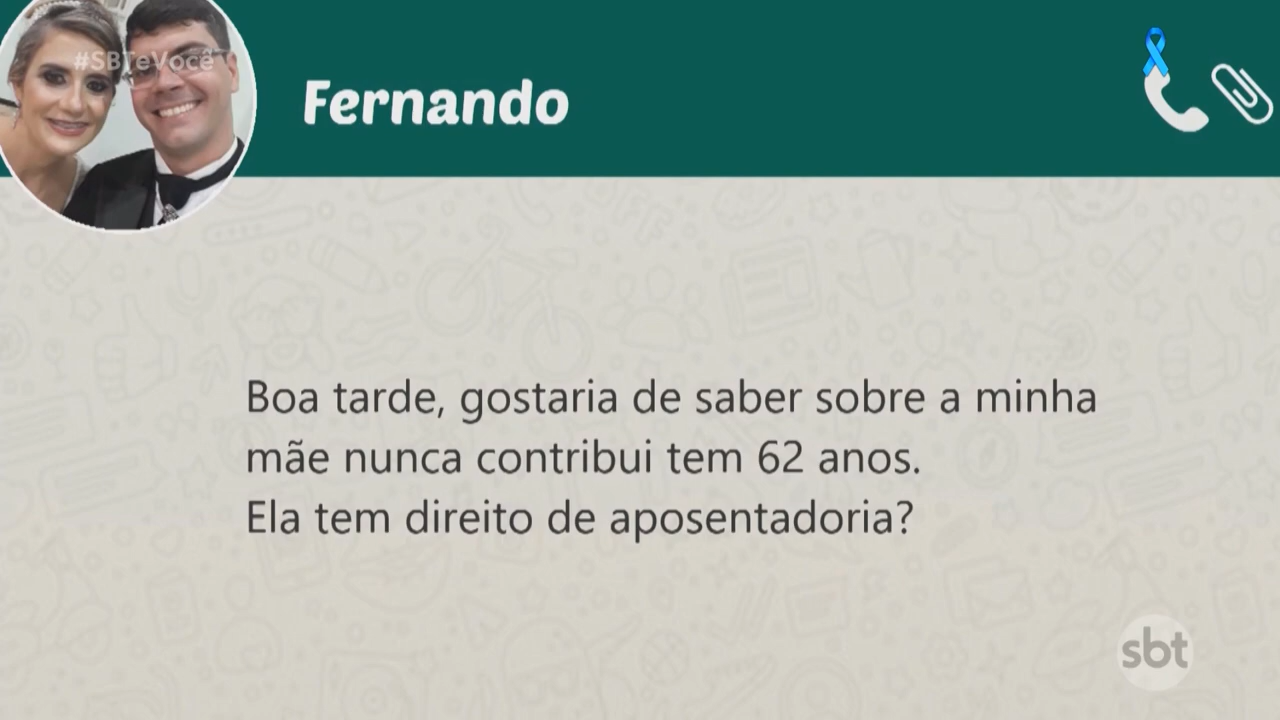 #SBTeVocê
Fernando
Boa tarde, gostaria de saber sobre a minha
mãe nunca contribui tem 62 anos.
Ela tem direito de aposentadoria?
sbt